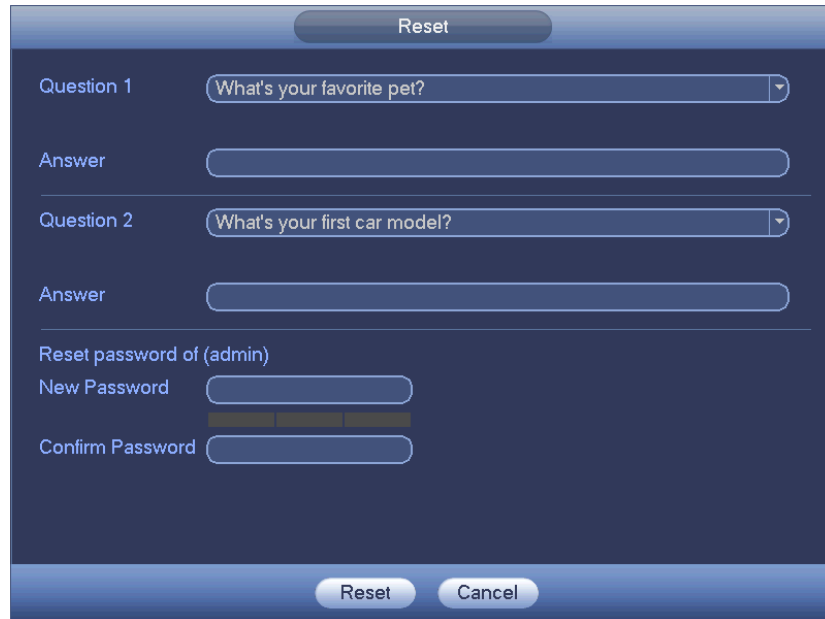 Reset
Question 1 What's your favorite pet?
Answer
Question 2 What's your first car model?
Answer
Reset password of (admin)
New Password
Confirm Password
Reset Cancel